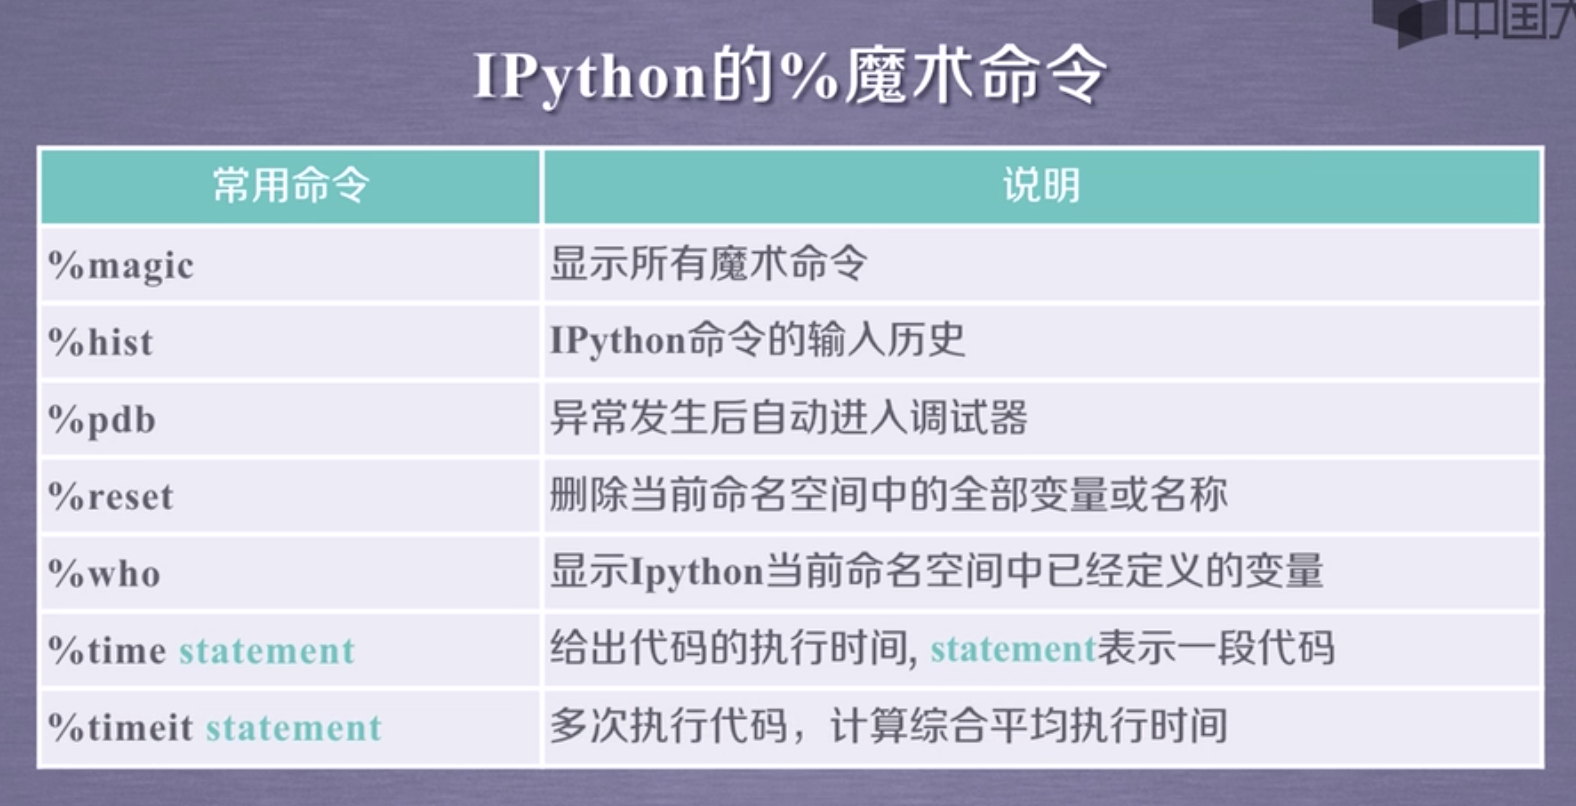 中国大
IPython的%魔术命令
常用命令 说明
%magic 显示所有魔术命令
%hist IPython命令的输入历史
%pdb 异常发生后自动进入调试器
%reset 删除当前命名空间中的全部变量或名称
%who 显示Ipython当前命名空间中已经定义的变量
%time statement 给出代码的执行时间, statement表示一段代码
%timeit statement 多次执行代码，计算综合平均执行时间